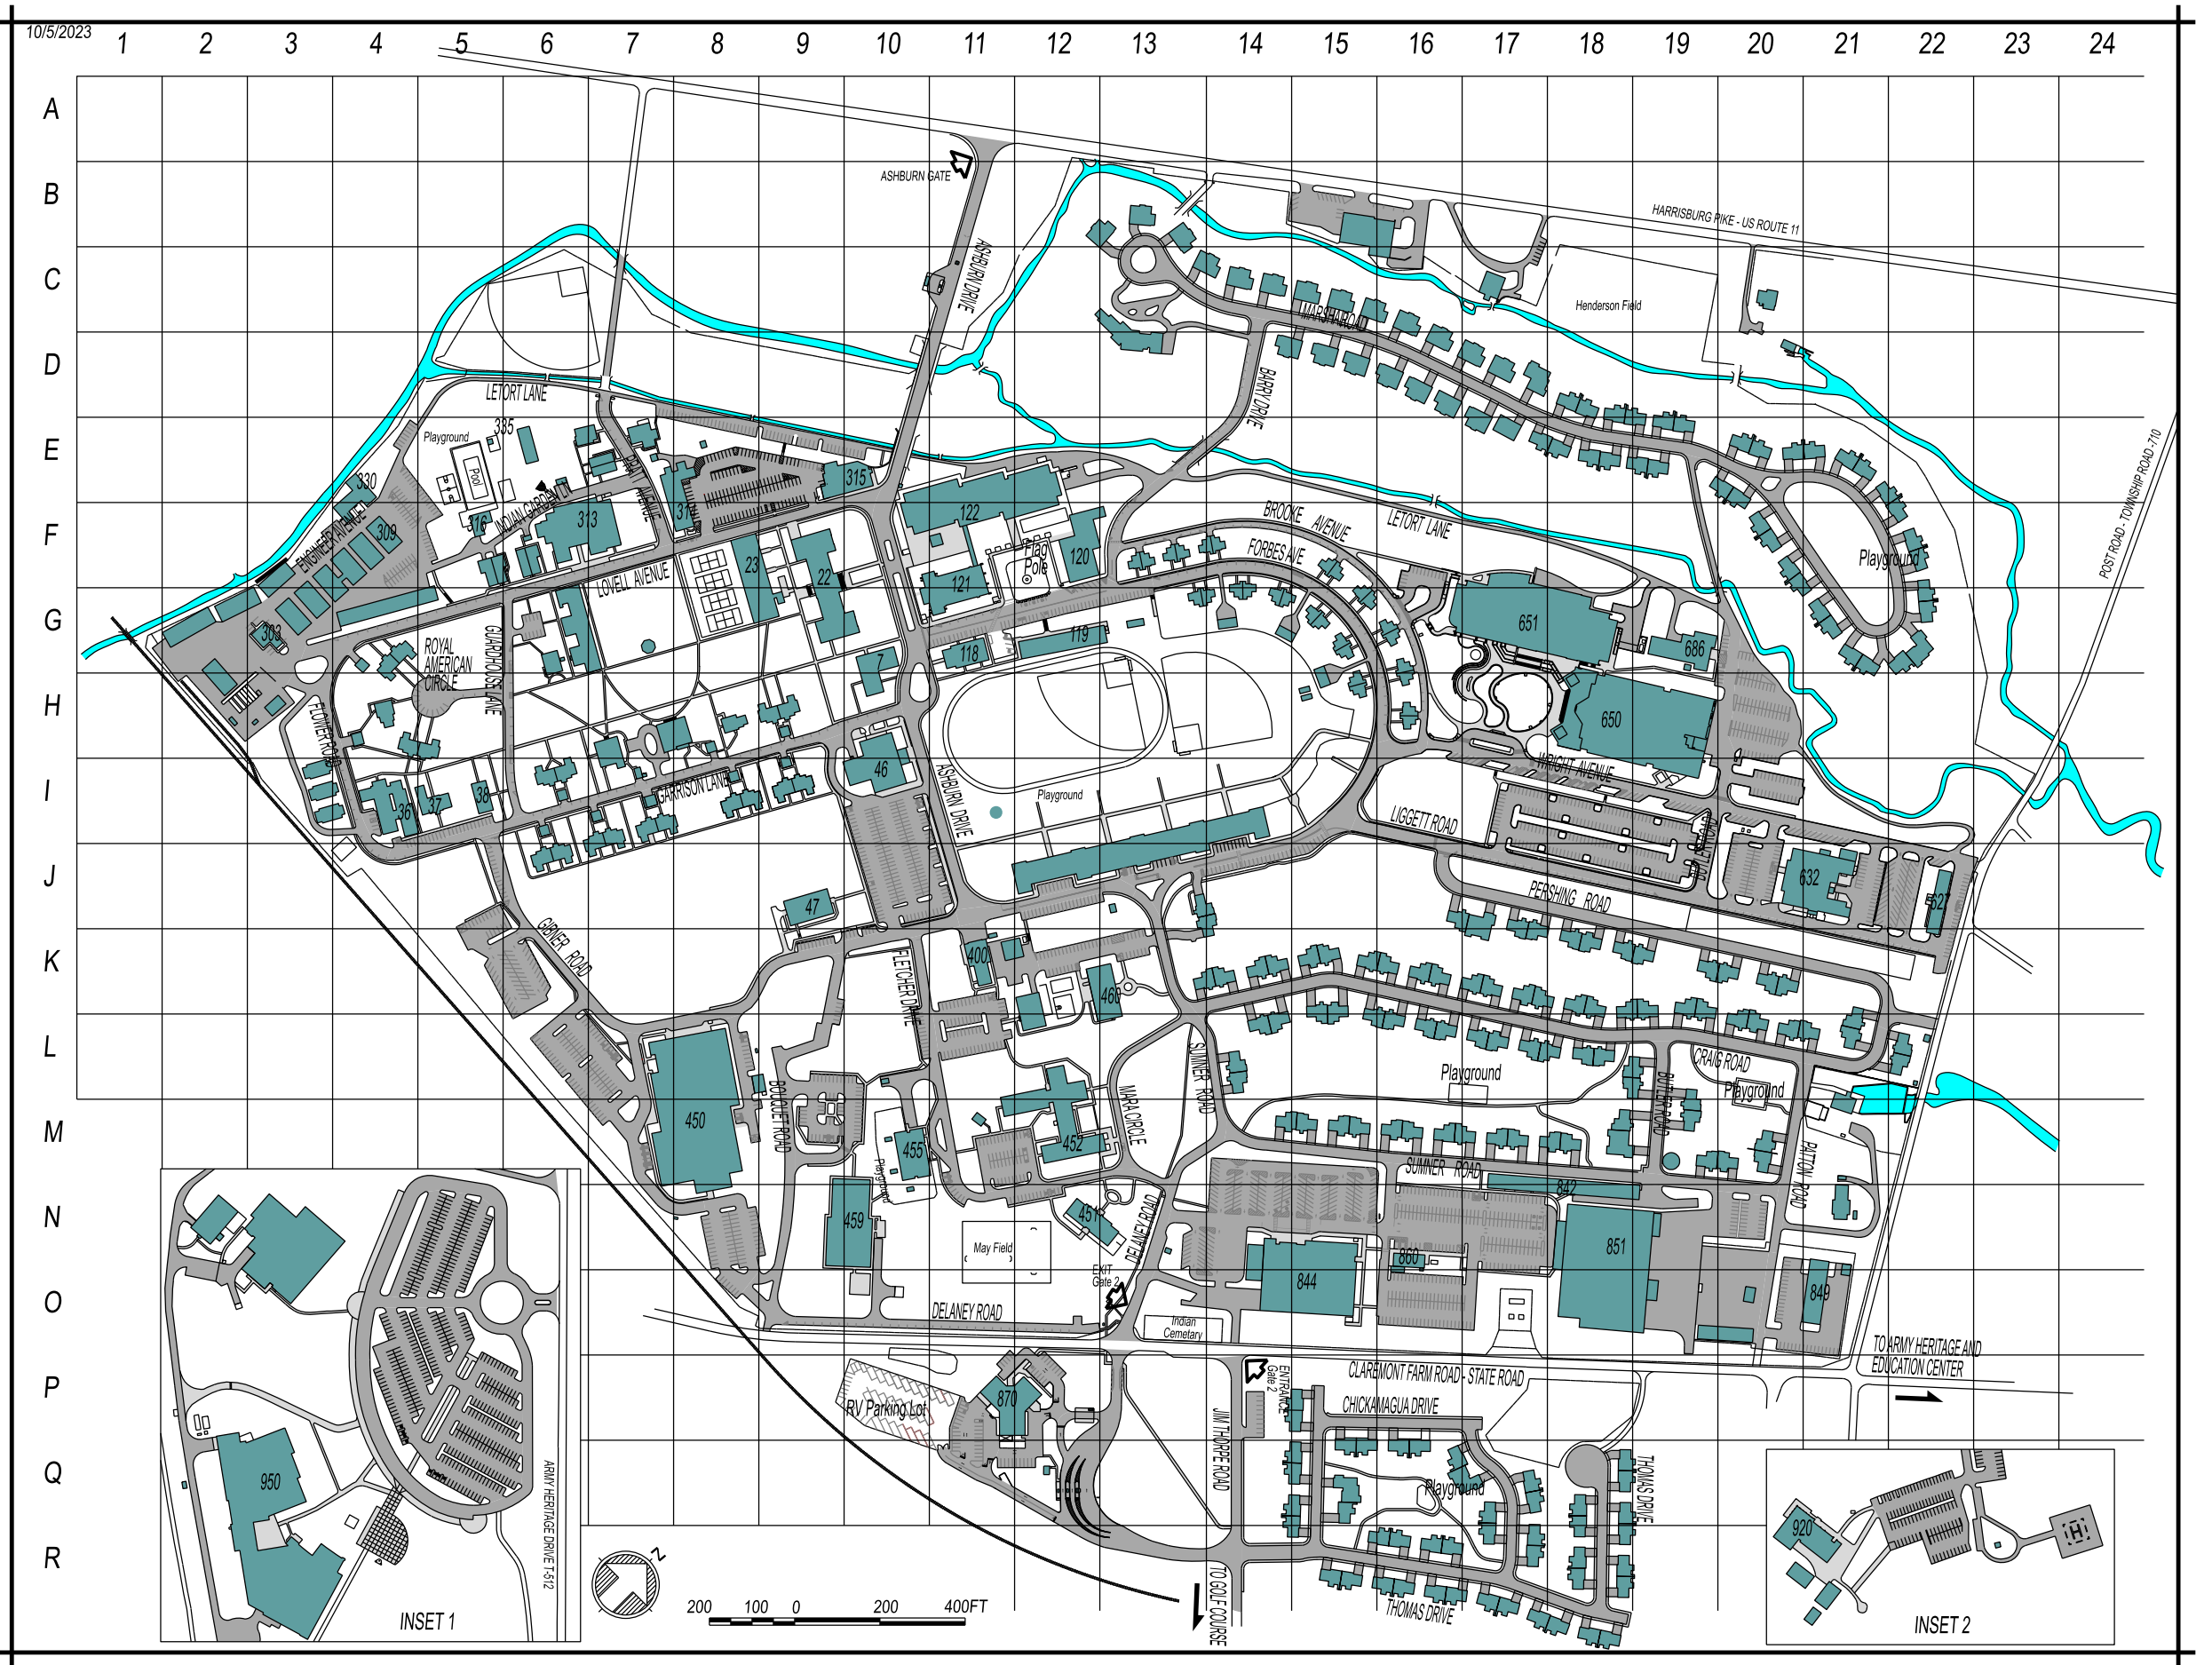 10/5/2023
1 2 3 4 5 6 7 8 9 10 11 12 13 14 15 16 17 18 19 20 21 22 23 24
A
B
C
D
E
F
G
H
I
J
K
L
M
N
O
P
Q
R
ASHBURN GATE
ASHBURN DRIVE
HARRISBURG PIKE - US ROUTE 11
Henderson Field
BARRY DRIVE
LETORT LANE
335
Playground
Pool
330
PRATT AVENUE
INDIAN GARDEN LN
315
POST ROAD - TOWNSHIP ROAD - 710
ENGINEER AVENUE
309
316
313
122
Flag
Pole
120
BROOKE AVENUE
FORBES AVE
LETORT LANE
Playground
LOVELL AVENUE
23
22
121
303
ROYAL
AMERICAN
CIRCLE
GUARDHOUSE LANE
7
118
119
651
686
FLOWER ROAD
650
46
36
37
38
GARRISON LANE
ASHBURN DRIVE
Playground
WRIGHT AVENUE
LIGGETT ROAD
632
627
47
GIBNER ROAD
PERSHING ROAD
400
460
FLETCHER DRIVE
SUMNER ROAD
CRAIG ROAD
Playground
Playground
BUTLER ROAD
450
BOUQUET ROAD
455
Playground
452
MARA CIRCLE
SUMNER ROAD
842
PATTON ROAD
459
May Field
451
DELANEY ROAD
EXIT
Gate 2
844
860
851
849
DELANEY ROAD
Indian
Cemetary
TO ARMY HERITAGE AND
EDUCATION CENTER
CLAREMONT FARM ROAD - STATE ROAD
ENTRANCE
Gate 2
870
RV Parking Lot
CHICKAMAGUA DRIVE
JIM THORPE ROAD
Playground
THOMAS DRIVE
950
ARMY HERITAGE DRIVE T-512
INSET 1
Z
200 100 0 200 400FT
TO GOLF COURSE
THOMAS DRIVE
920
H
INSET 2